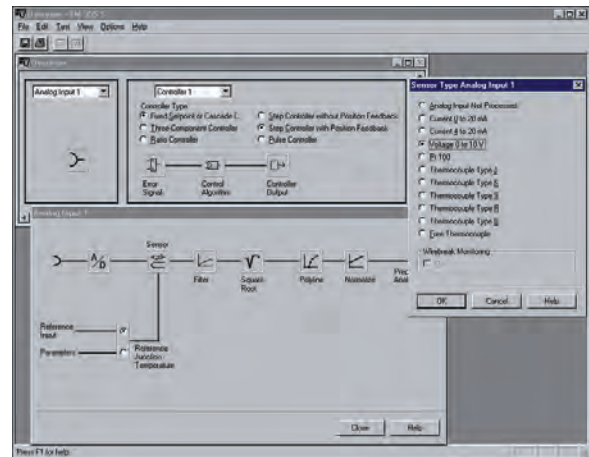 File Edit Test View Options Help
Analog Input 1
Controller 1
Controller Type
Fixed Setpoint or Cascade C.
Three Component Controller
Ratio Controller
Step Controller without Position Feedback
Step Controller with Position Feedback
Pulse Controller
Error Signal
Control Algorithm
Controller Output
Sensor Type Analog Input 1
Analog Input Not Processed
Current 0 to 20 mA
Current 4 to 20 mA
Voltage 0 to 10 V
Pt 100
Thermocouple Type J
Thermocouple Type K
Thermocouple Type S
Thermocouple Type R
Thermocouple Type B
Free Thermocouple
Wirebreak Monitoring
OK Cancel Help
Analog Input 1
A/D
Sensor
Filter
Square Root
Polyline
Normalize
Reference Input
Parameters
Reference Junction Temperature
Close Help
Press F1 for help.